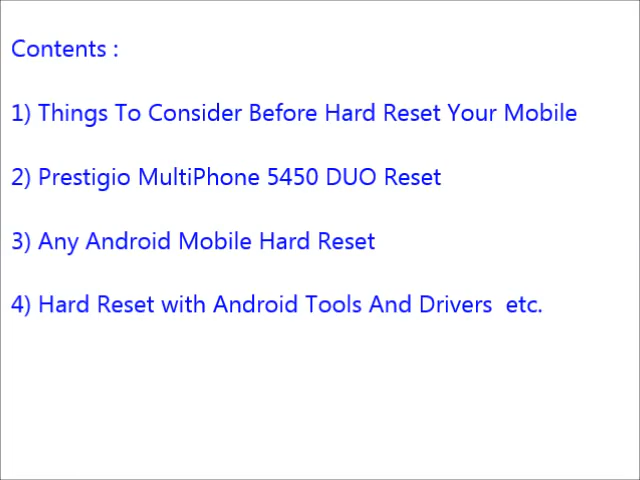 Contents :
1) Things To Consider Before Hard Reset Your Mobile
2) Prestigio MultiPhone 5450 DUO Reset
3) Any Android Mobile Hard Reset
4) Hard Reset with Android Tools And Drivers  etc.